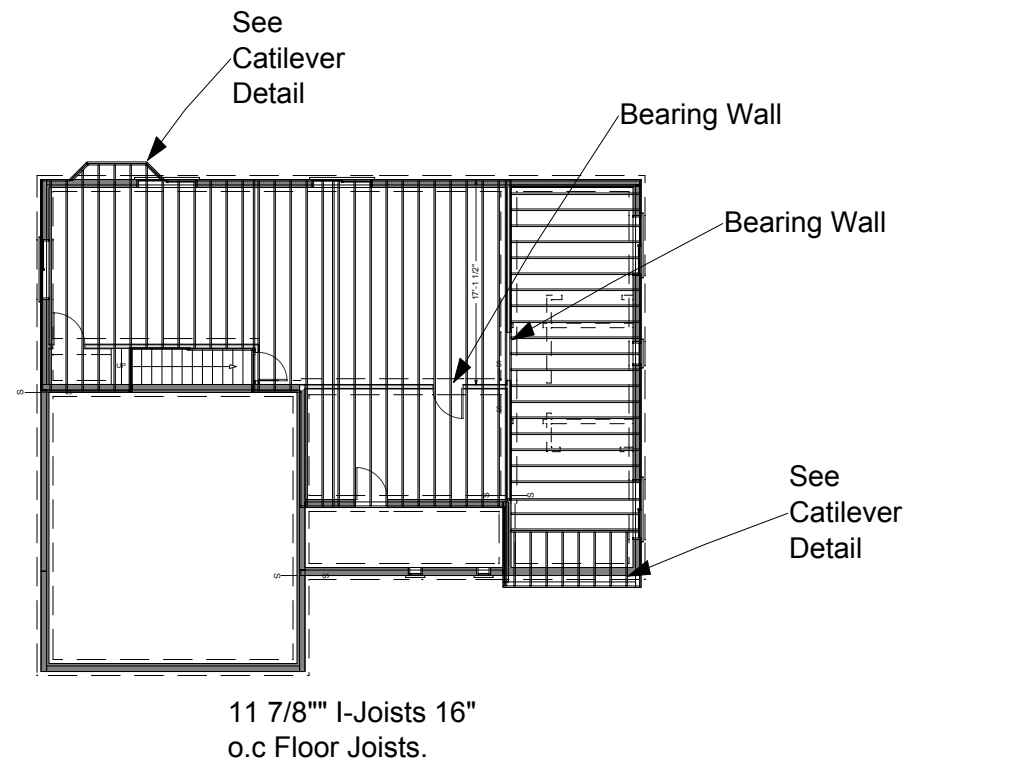 See
Catilever
Detail
Bearing Wall
Bearing Wall
17'-1 1/2"
UP
S
S
S
S
S
S
S
S
See
Catilever
Detail
11 7/8"" I-Joists 16"
o.c Floor Joists.